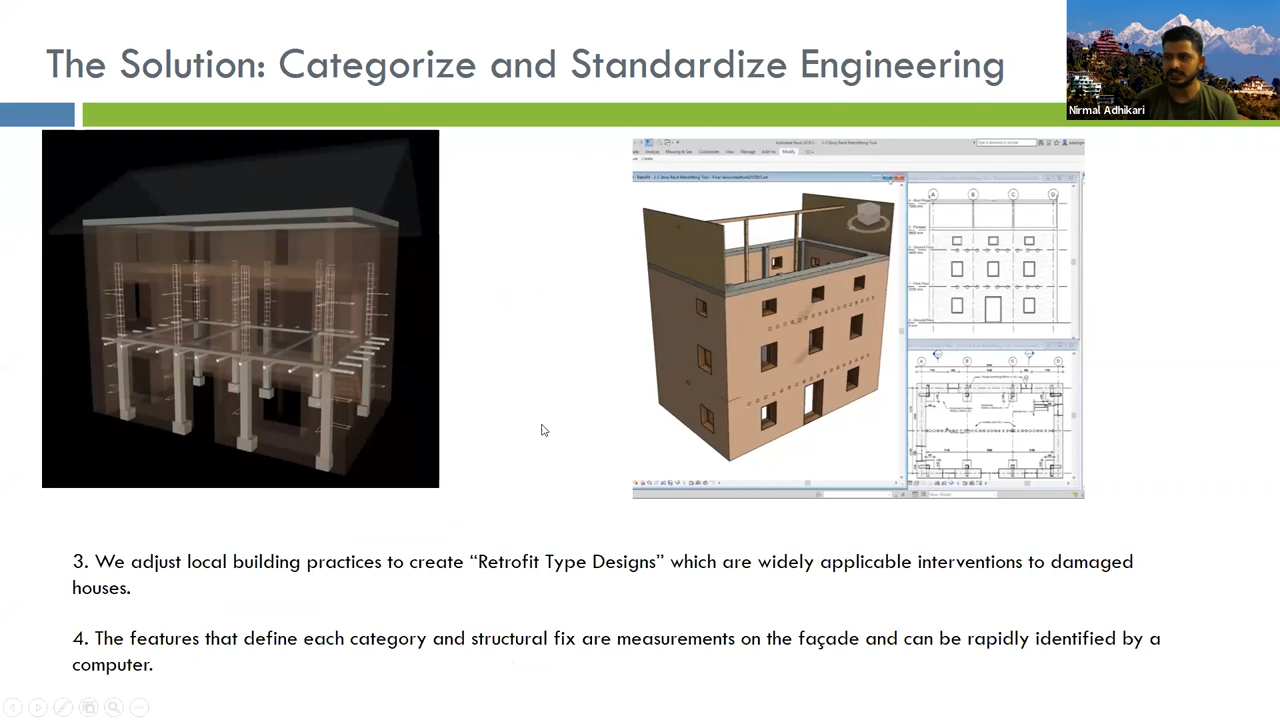 The Solution: Categorize and Standardize Engineering
Nirmal Adhikari
3. We adjust local building practices to create “Retrofit Type Designs” which are widely applicable interventions to damaged
houses.
4. The features that define each category and structural fix are measurements on the façade and can be rapidly identified by a
computer.